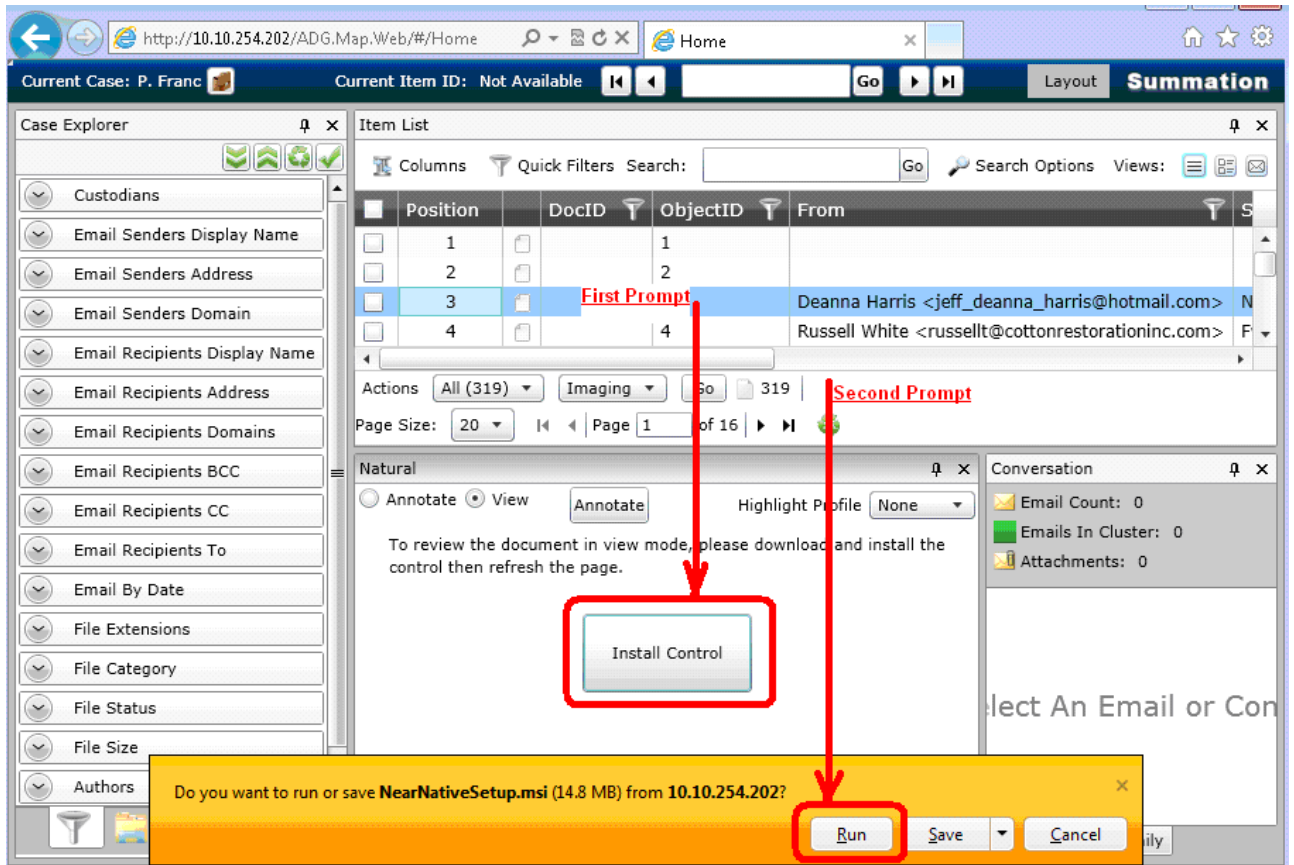 http://10.10.254.202/ADG.Map.Web/#/Home
Home
Current Case: P. Franc
Current Item ID: Not Available
Go
Layout
Summation
Case Explorer
Custodians
Email Senders Display Name
Email Senders Address
Email Senders Domain
Email Recipients Display Name
Email Recipients Address
Email Recipients Domains
Email Recipients BCC
Email Recipients CC
Email Recipients To
Email By Date
File Extensions
File Category
File Status
File Size
Authors
Item List
Columns Quick Filters Search: Go Search Options Views:
Position DocID ObjectID From S
1 1
2 2
3 Deanna Harris <jeff_deanna_harris@hotmail.com> N
4 4 Russell White <russellt@cottonrestorationinc.com>
First Prompt
Actions All (319) Imaging Go 319
Second Prompt
Page Size: 20 Page 1 of 16
Natural
Annotate View Annotate Highlight Profile None
To review the document in view mode, please download and install the
control then refresh the page.
Install Control
Conversation
Email Count: 0
Emails In Cluster: 0
Attachments: 0
lect An Email or Con
Do you want to run or save NearNativeSetup.msi (14.8 MB) from 10.10.254.202?
Run Save Cancel
ily